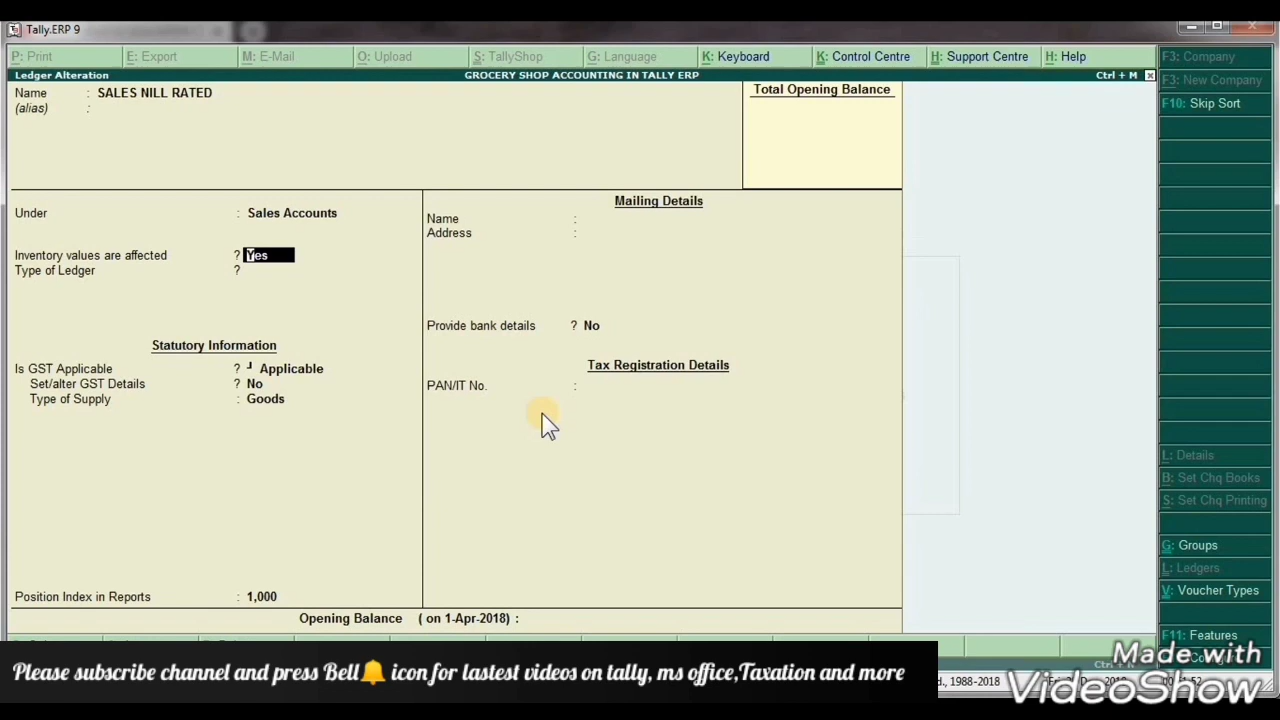 Tally.ERP 9
P: Print E: Export M: E-Mail O: Upload S: TallyShop G: Language K: Keyboard K: Control Centre H: Support Centre H: Help
Ledger Alteration GROCERY SHOP ACCOUNTING IN TALLY ERP Ctrl + M
Name : SALES NILL RATED
(alias) :
Total Opening Balance
Under : Sales Accounts
Inventory values are affected ? Yes
Type of Ledger ?
Statutory Information
Is GST Applicable ? ┘ Applicable
Set/alter GST Details ? No
Type of Supply : Goods
Position Index in Reports : 1,000
Mailing Details
Name :
Address :
Provide bank details ? No
Tax Registration Details
PAN/IT No. :
Opening Balance ( on 1-Apr-2018) :
F3: Company
F3: New Company
F10: Skip Sort
L: Details
B: Set Chq Books
S: Set Chq Printing
G: Groups
L: Ledgers
V: Voucher Types
F11: Features
Please subscribe channel and press Bell🔔 icon for fastest videos on tally, ms office,Taxation and more
Made with
VideoShow